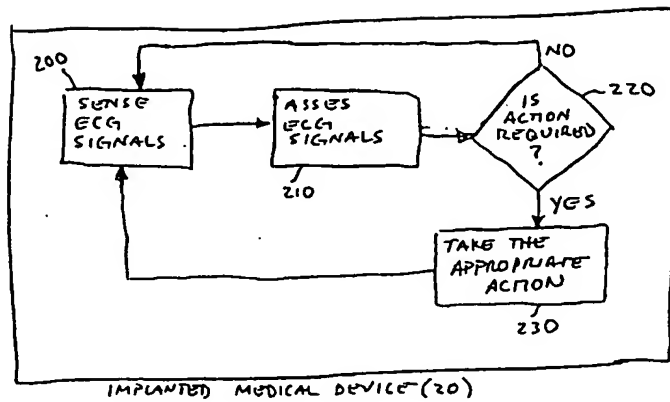 NO
200
SENSE
ECG
SIGNALS
ASSES
ECG
SIGNALS
210
220
IS
ACTION
REQUIRED
?
YES
TAKE THE
APPROPRIATE
ACTION
230
IMPLANTED MEDICAL DEVICE (20)